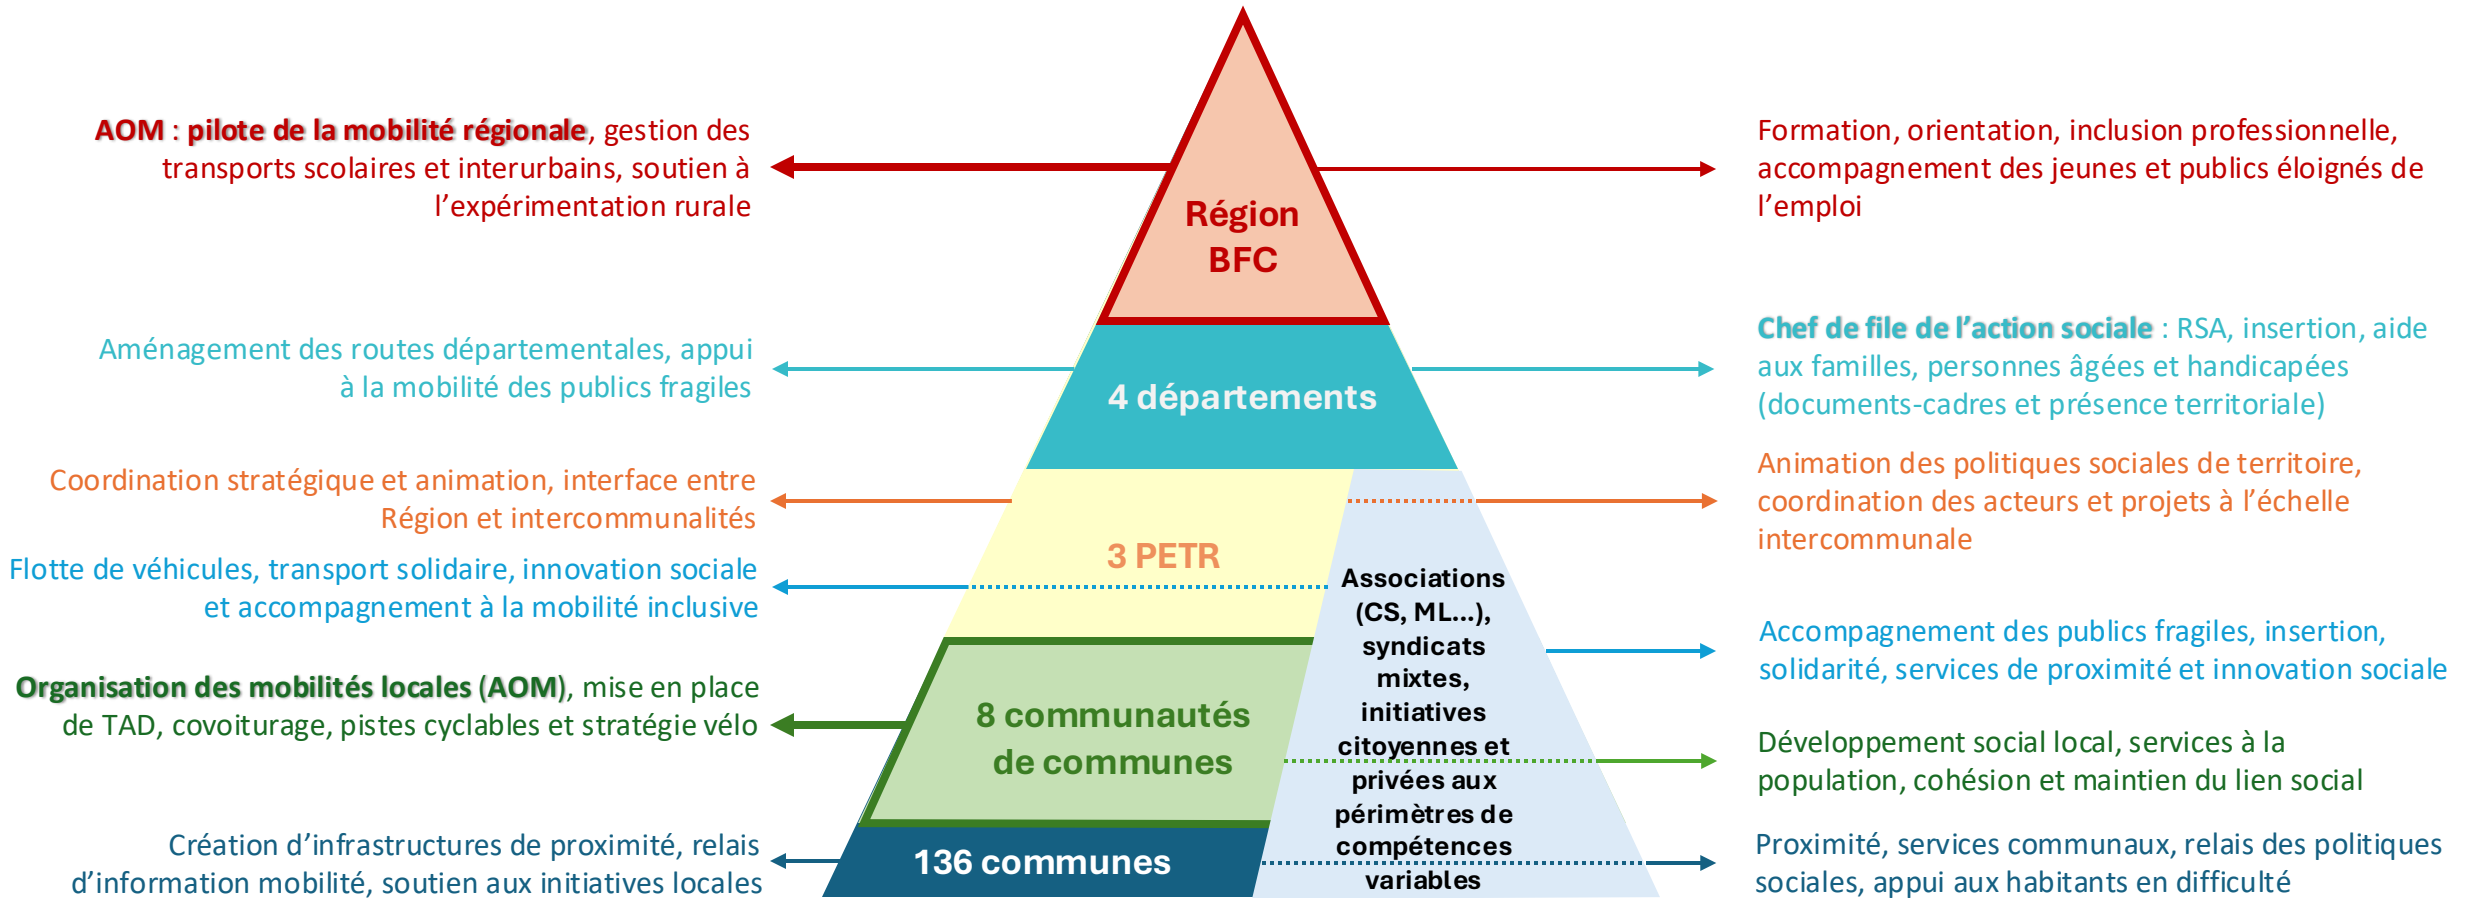 AOM : pilote de la mobilité régionale, gestion des
transports scolaires et interurbains, soutien à
l’expérimentation rurale
Région
BFC
Formation, orientation, inclusion professionnelle,
accompagnement des jeunes et publics éloignés de
l’emploi
Aménagement des routes départementales, appui
à la mobilité des publics fragiles
4 départements
Chef de file de l’action sociale : RSA, insertion, aide
aux familles, personnes âgées et handicapées
(documents-cadres et présence territoriale)
Coordination stratégique et animation, interface entre
Région et intercommunalités
3 PETR
Animation des politiques sociales de territoire,
coordination des acteurs et projets à l’échelle
intercommunale
Flotte de véhicules, transport solidaire, innovation sociale
et accompagnement à la mobilité inclusive
Associations
(CS, ML...),
syndicats
mixtes,
initiatives
citoyennes et
privées aux
périmètres de
compétences
variables
Accompagnement des publics fragiles, insertion,
solidarité, services de proximité et innovation sociale
Organisation des mobilités locales (AOM), mise en place
de TAD, covoiturage, pistes cyclables et stratégie vélo
8 communautés
de communes
Développement social local, services à la
population, cohésion et maintien du lien social
Création d’infrastructures de proximité, relais
d’information mobilité, soutien aux initiatives locales
136 communes
Proximité, services communaux, relais des politiques
sociales, appui aux habitants en difficulté